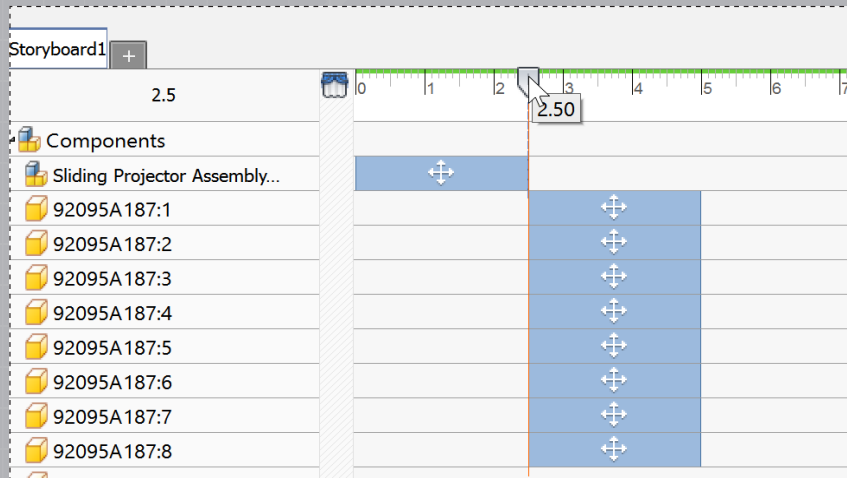 Storyboard1 +
2.5 0 1 2 3 4 5 6 7
2.50
Components
Sliding Projector Assembly...
92095A187:1
92095A187:2
92095A187:3
92095A187:4
92095A187:5
92095A187:6
92095A187:7
92095A187:8